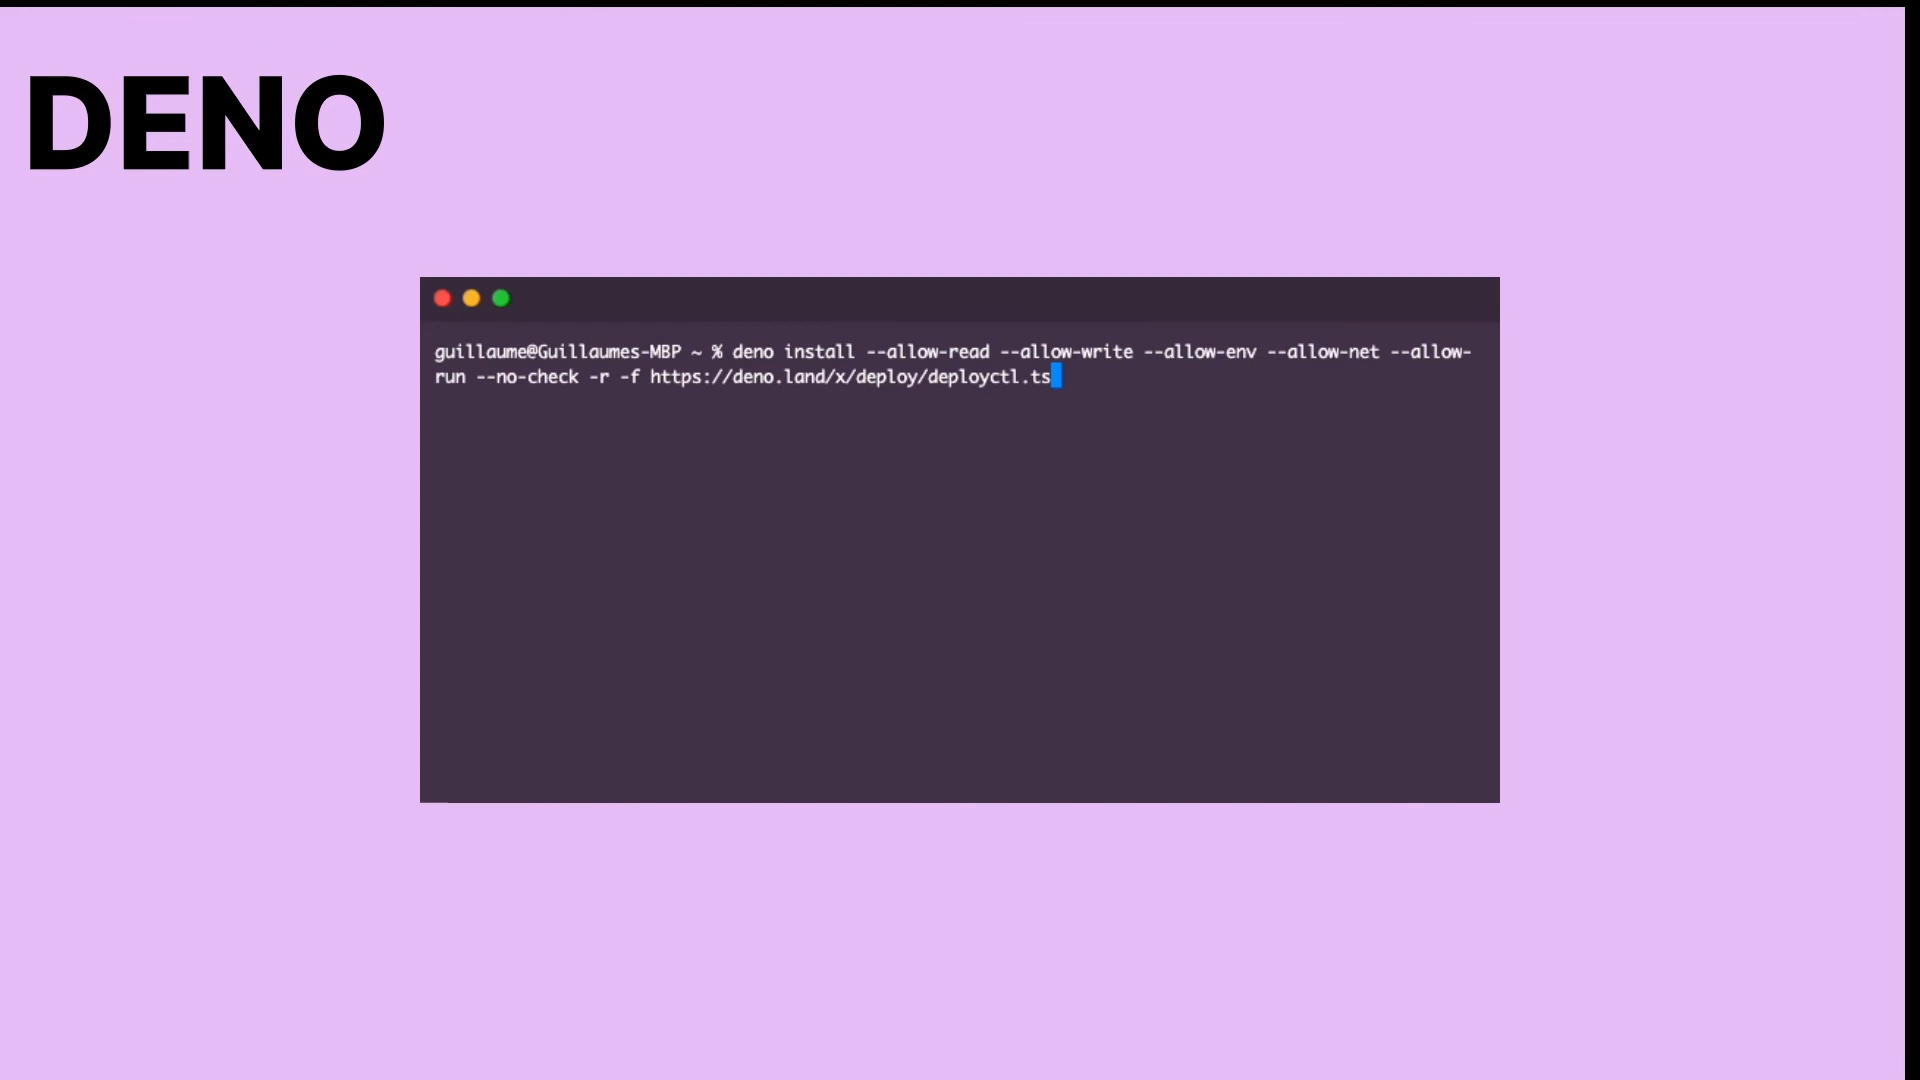 DENO
guillaume@Guillaumes-MBP ~ % deno install --allow-read --allow-write --allow-env --allow-net --allow-
run --no-check -r -f https://deno.land/x/deploy/deployctl.ts